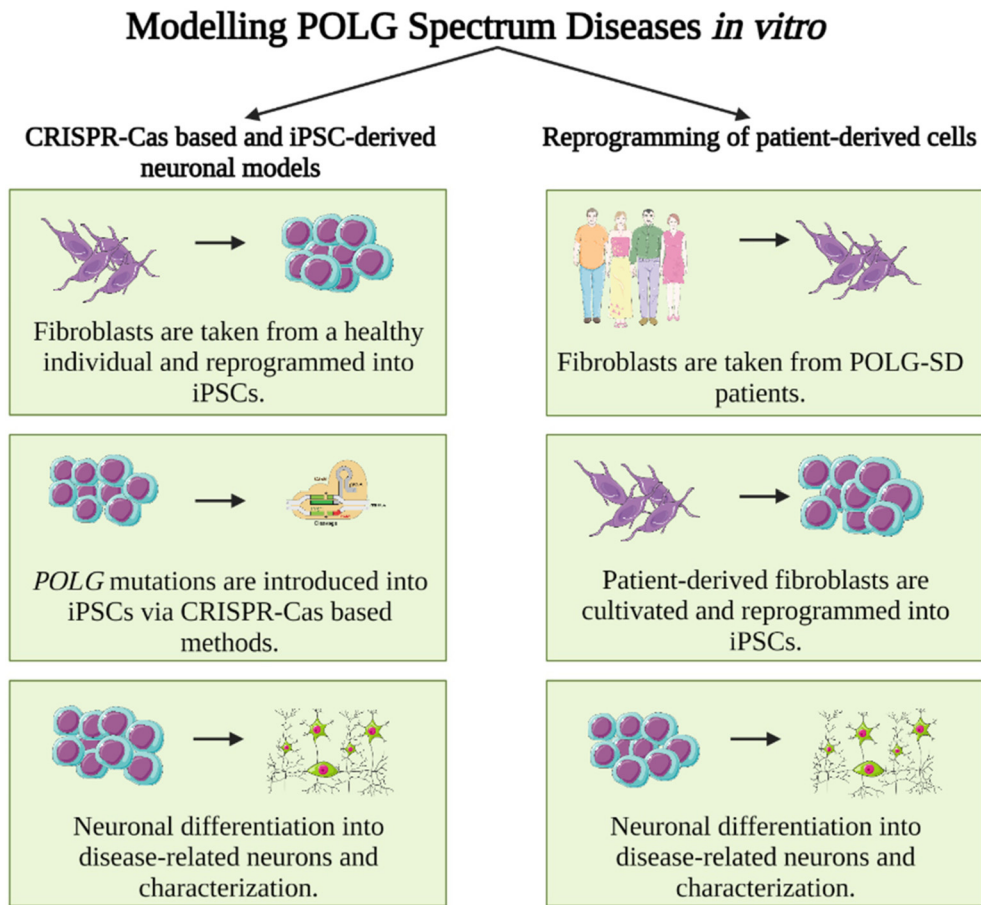 Modelling POLG Spectrum Diseases in vitro
CRISPR-Cas based and iPSC-derived
neuronal models
Fibroblasts are taken from a healthy
individual and reprogrammed into
iPSCs.
Cleavage
POLG mutations are introduced into
iPSCs via CRISPR-Cas based
methods.
Neuronal differentiation into
disease-related neurons and
characterization.
Reprogramming of patient-derived cells
Fibroblasts are taken from POLG-SD
patients.
Patient-derived fibroblasts are
cultivated and reprogrammed into
iPSCs.
Neuronal differentiation into
disease-related neurons and
characterization.